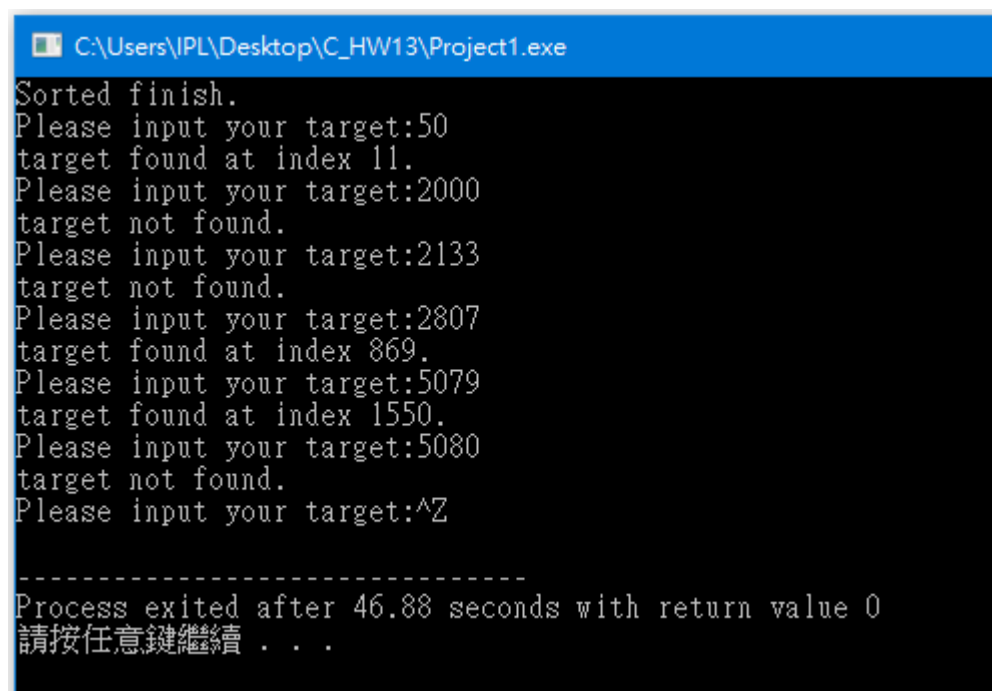 C:\Users\IPL\Desktop\C_HW13\Project1.exe
Sorted finish.
Please input your target:50
target found at index 11.
Please input your target:2000
target not found.
Please input your target:2133
target not found.
Please input your target:2807
target found at index 869.
Please input your target:5079
target found at index 1550.
Please input your target:5080
target not found.
Please input your target:^Z
--------------------------------
Process exited after 46.88 seconds with return value 0
請按任意鍵繼續 . . .